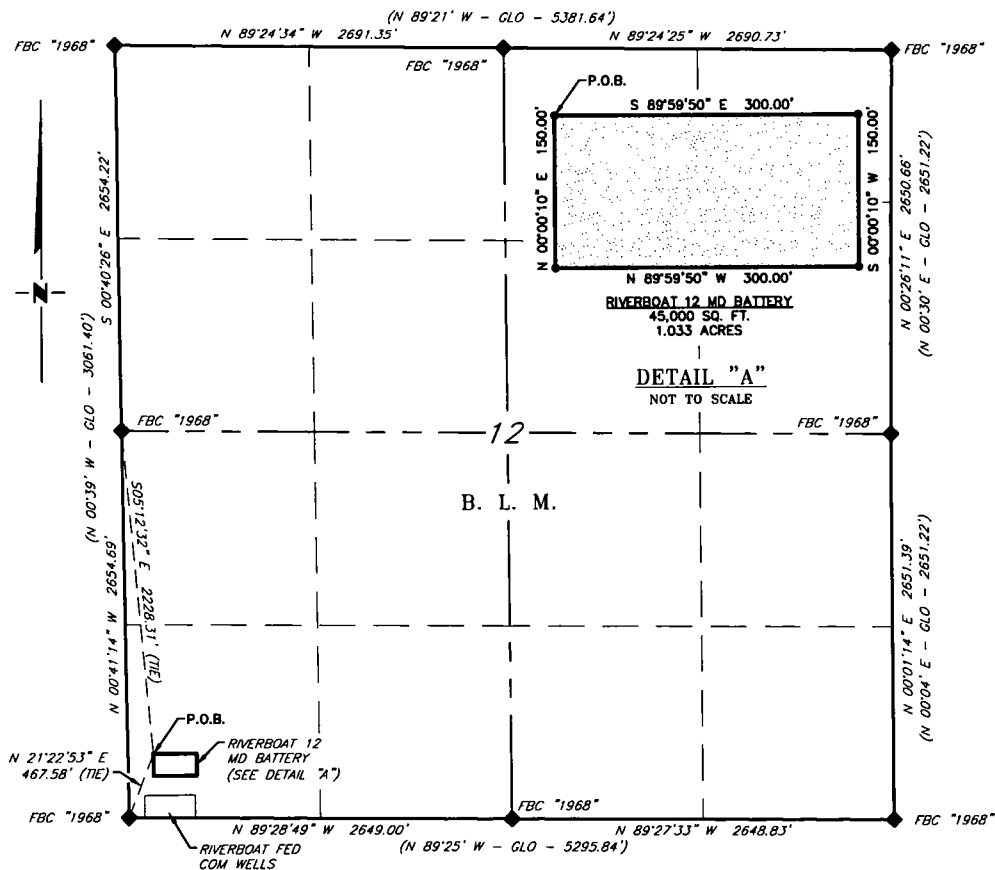 (N 89°21' W - GLO - 5381.64')
N 89°24'34" W 2691.35'
N 89°24'25" W 2690.73'
FBC "1968"
FBC "1968"
FBC "1968"
P.O.B.
S 89°59'50" E 300.00'
N 00°00'10" E 150.00'
S 00°00'10" W 150.00'
N 89°59'50" W 300.00'
RIVERBOAT 12 MD BATTERY
45,000 SQ. FT.
1.033 ACRES
DETAIL "A"
NOT TO SCALE
S 00°40'26" E 2654.22'
(N 00°39' W - GLO - 3061.40')
N 00°26'11" E 2650.66'
(N 00°30' E - GLO - 2651.22')
N
FBC "1968"
12
FBC "1968"
B. L. M.
N 00°41'14" W 2654.69'
S05°12'32" E 2228.31' (TIE)
N 00°01'14" E 2651.39'
(N 00°04' E - GLO - 2651.22')
P.O.B.
RIVERBOAT 12
MD BATTERY
(SEE DETAIL "A")
N 21°22'53" E
467.58' (TIE)
FBC "1968"
FBC "1968"
FBC "1968"
N 89°28'49" W 2649.00'
N 89°27'33" W 2648.83'
(N 89°25' W - GLO - 5295.84')
RIVERBOAT FED
COM WELLS